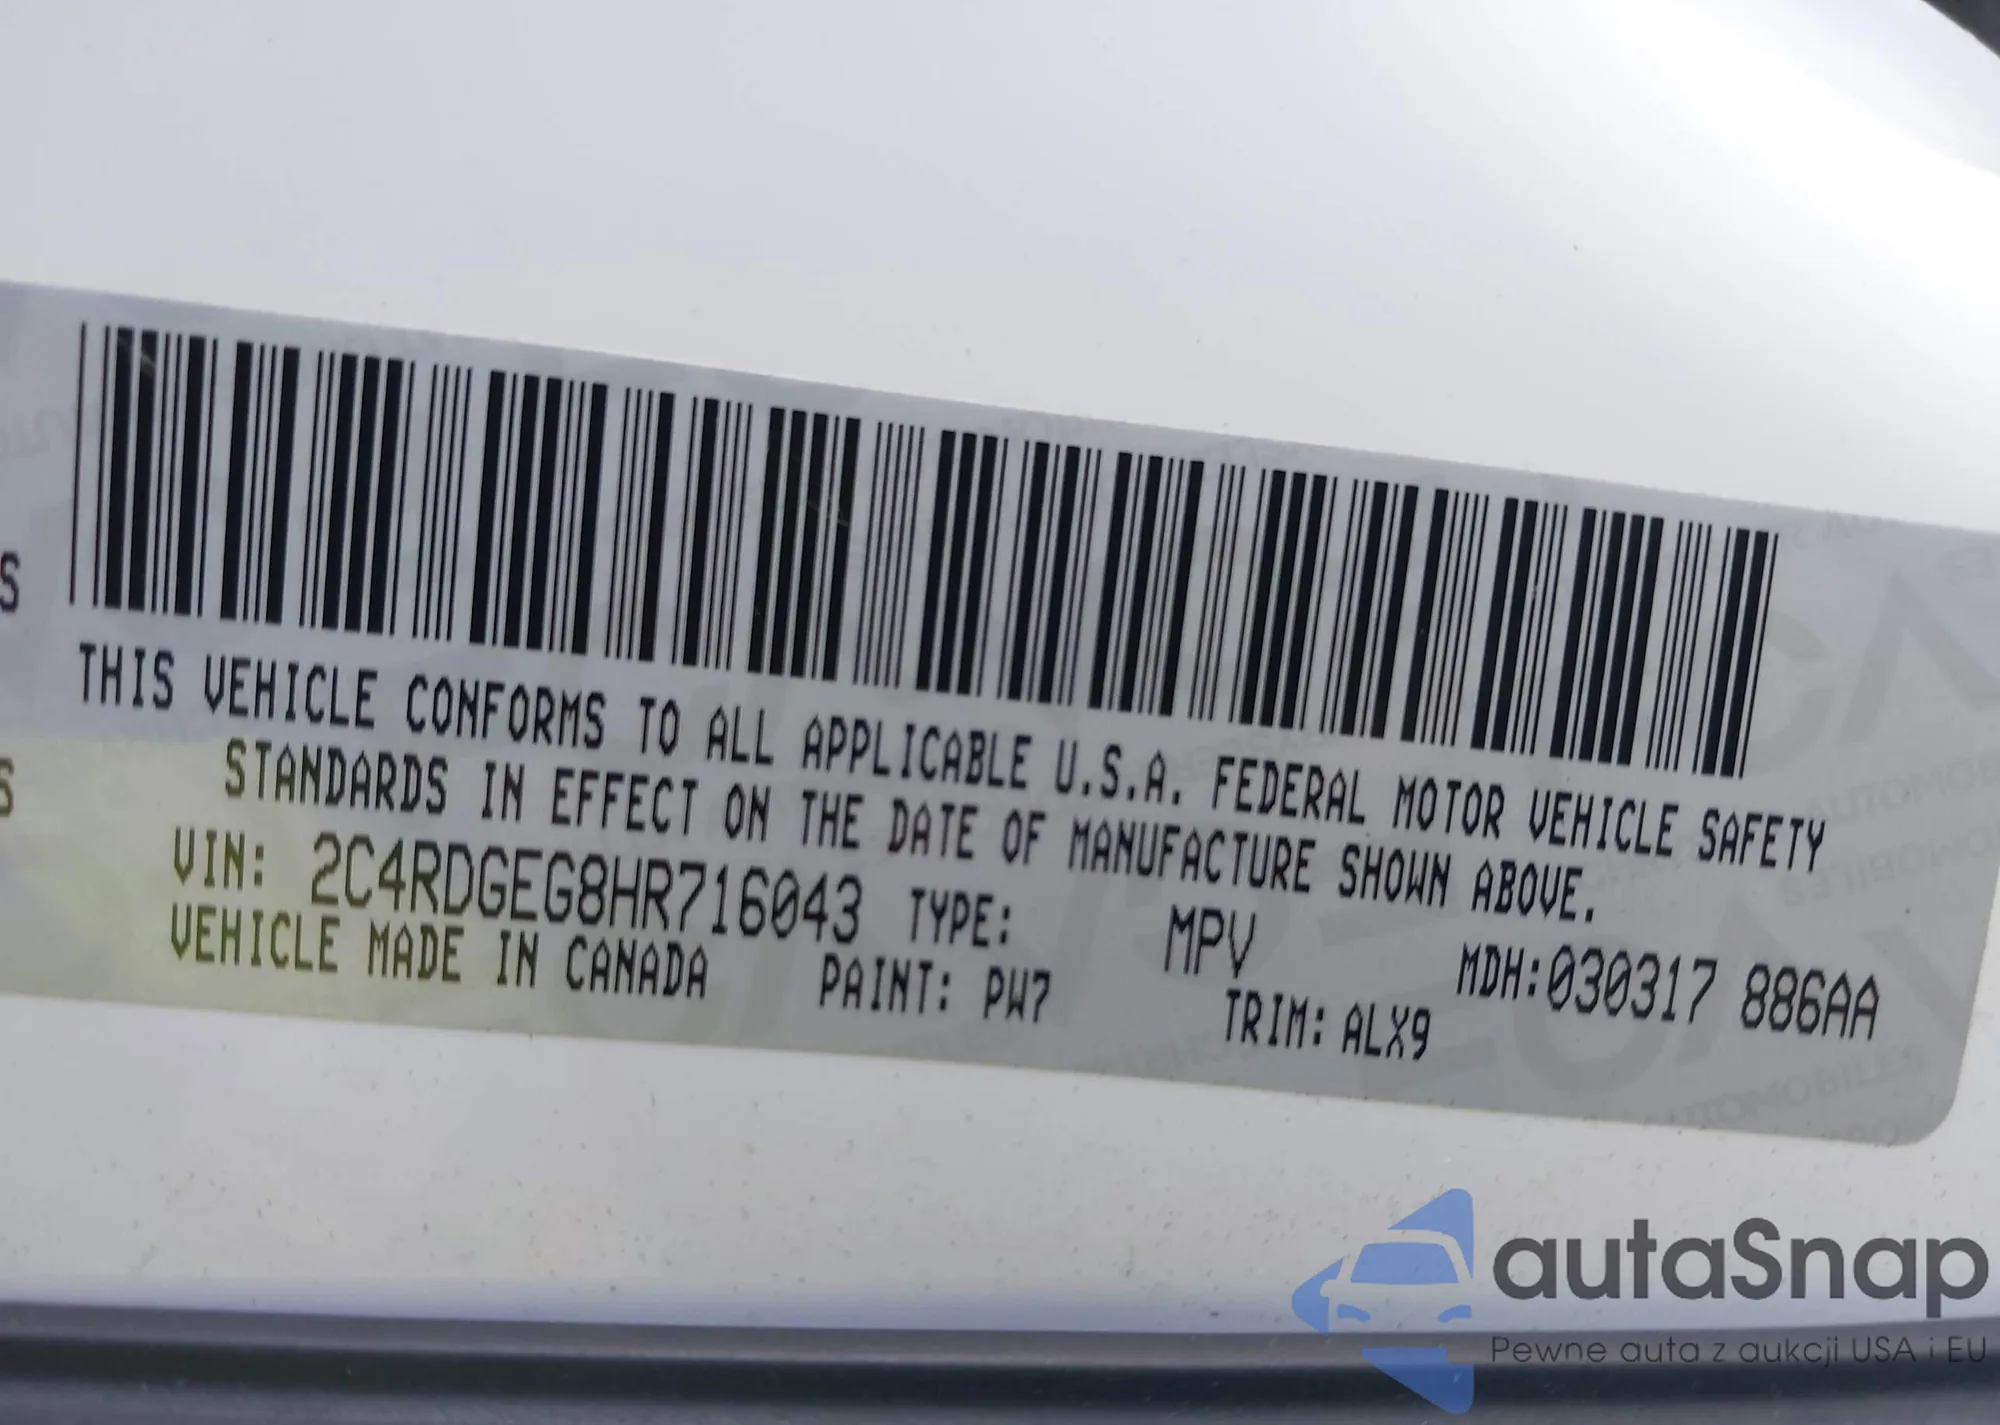 S
THIS VEHICLE CONFORMS TO ALL APPLICABLE U.S.A. FEDERAL MOTOR VEHICLE SAFETY
S
STANDARDS IN EFFECT ON THE DATE OF MANUFACTURE SHOWN ABOVE.
VIN: 2C4RDGEG8HR716043 TYPE: MPV MDH:030317 886AA
VEHICLE MADE IN CANADA PAINT: PW7 TRIM: ALX9
autaSnap
Pewne auta z aukcji USA i EU